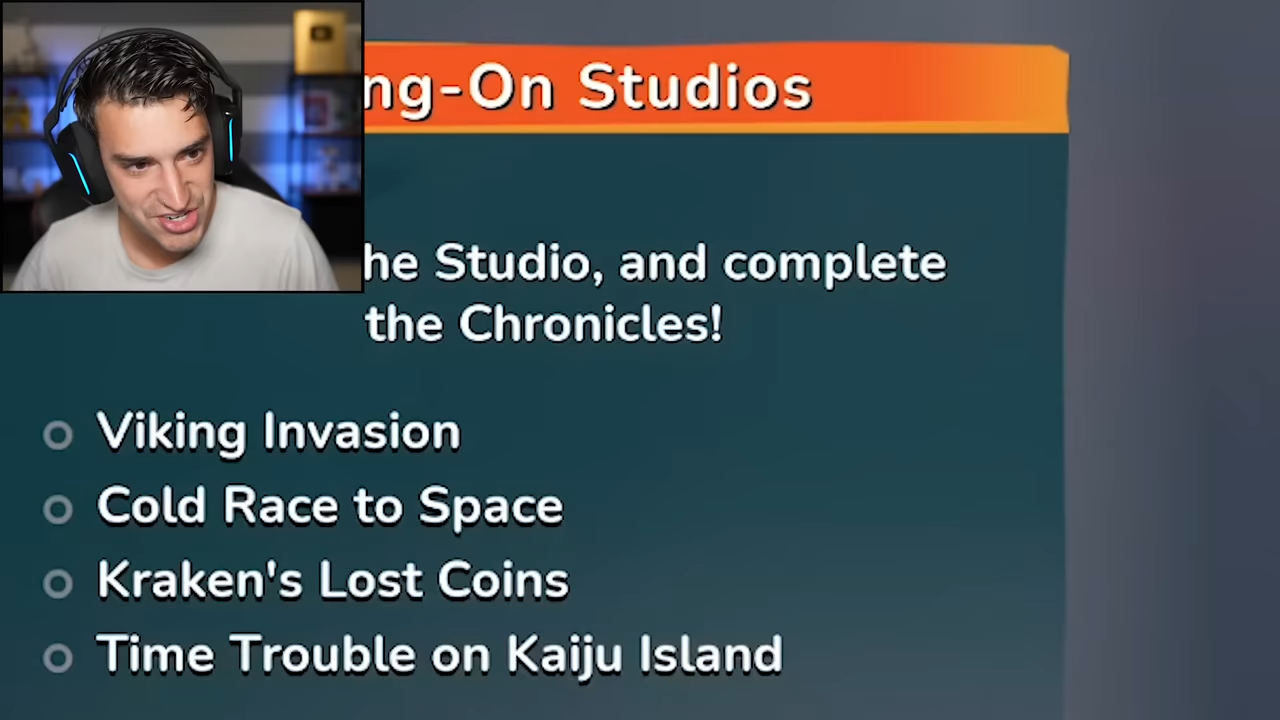 ng-On Studios
he Studio, and complete
the Chronicles!
Viking Invasion
Cold Race to Space
Kraken's Lost Coins
Time Trouble on Kaiju Island